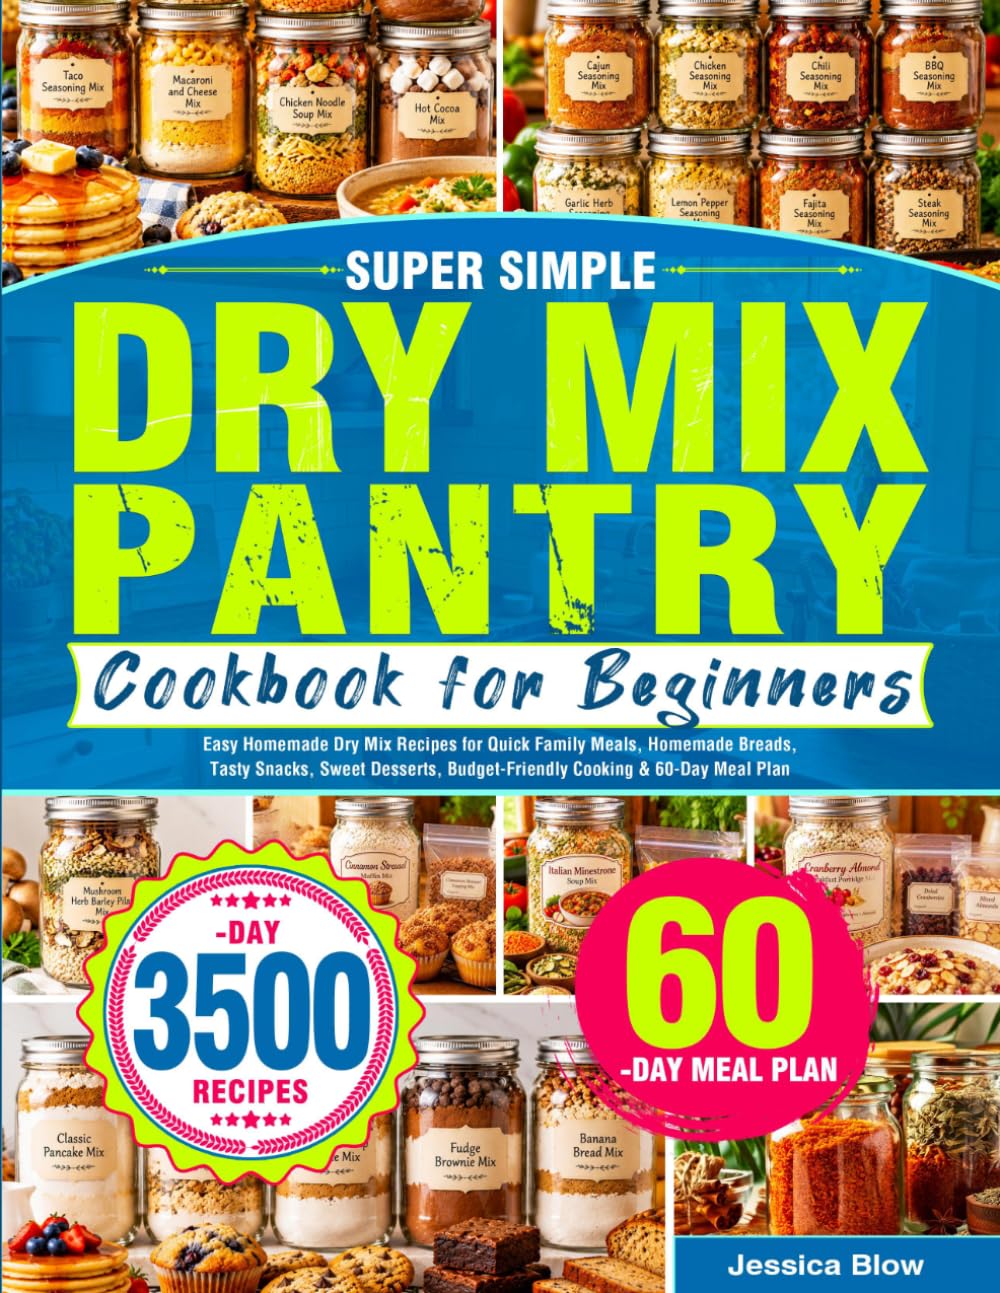 Taco
Seasoning Mix
Macaroni
and Cheese
Mix
Chicken Noodle
Soup Mix
Hot Cocoa
Mix
Cajun
Seasoning
Mix
Chicken
Seasoning
Mix
Chili
Seasoning
Mix
BBQ
Seasoning
Mix
Garlic Herb
Seasoning
Lemon Pepper
Seasoning
Mix
Fajita
Seasoning
Mix
Steak
Seasoning
Mix
SUPER SIMPLE
DRY MIX
PANTRY
Cookbook for Beginners
Easy Homemade Dry Mix Recipes for Quick Family Meals, Homemade Breads,
Tasty Snacks, Sweet Desserts, Budget-Friendly Cooking & 60-Day Meal Plan
Mushroom
Herb Barley Pila
Mix
Cinnamon Streusel
Muffin Mix
Italian Minestrone
Soup Mix
Cranberry Almond
Porridge
Dried
Cranberries
Almonds
-DAY
3500
RECIPES
60
-DAY MEAL PLAN
Classic
Pancake Mix
e Mix
Fudge
Brownie Mix
Banana
Bread Mix
Jessica Blow